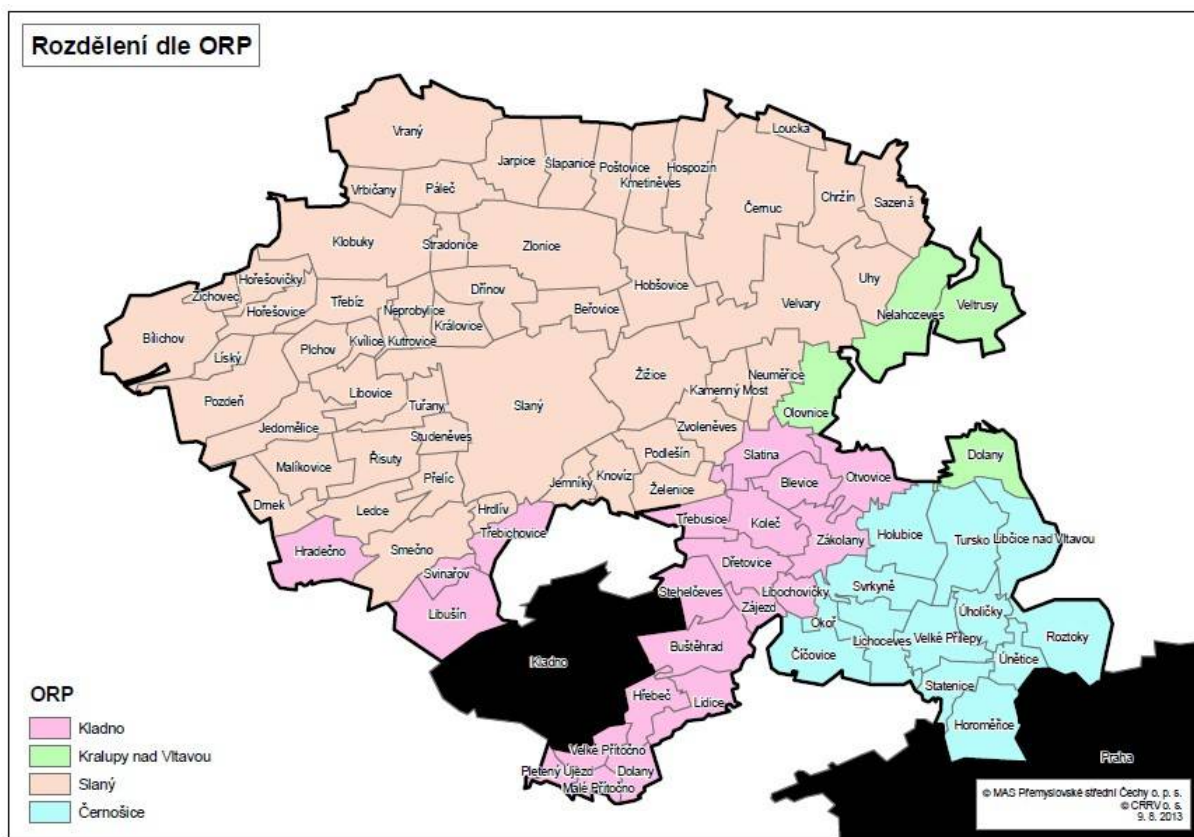 Rozdělení dle ORP
Vraný
Loucka
Jarpice
Šlapanice
Poštovice
Hospozín
Kmetiněves
Vrbičany
Páleč
Chržín
Sazená
Černuc
Klobuky
Stradonice
Zlonice
Hořešovičky
Hobšovice
Uhy
Žichovec
Hořešovice
Třebíz
Neprobylice
Dřínov
Beřovice
Velvary
Nelahozeves
Veltrusy
Bílichov
Líský
Plchov
Kvílice
Kutrovice
Královice
Pozdeň
Libovice
Tuřany
Slaný
Žižice
Kamenný Most
Neuměřice
Olovnice
Jedomělice
Studeněves
Zvoleněves
Malíkovice
Řisuty
Přelíc
Podlešín
Slatina
Dolany
Drnek
Ledce
Hrdlív
Jemníky
Knovíz
Želenice
Blevice
Otvovice
Hradečno
Smečno
Třebichovice
Třebusice
Koleč
Zákolany
Holubice
Tursko
Libčice nad Vltavou
Svinařov
Libušín
Dřetovice
Stehelčeves
Libochovičky
Zájezd
Svrkyně
Okoř
Lichoceves
Velké Přílepy
Úholičky
Roztoky
Kladno
Buštěhrad
Číčovice
Únětice
Statenice
Hřebeč
Lidice
Horoměřice
Velké Přítočno
Pletený Újezd
Dolany
Malé Přítočno
Praha
ORP
Kladno
Kralupy nad Vltavou
Slaný
Černošice
© MAS Přemyslovské střední Čechy o. p. s.
© CRRV o. s.
9. 8. 2013